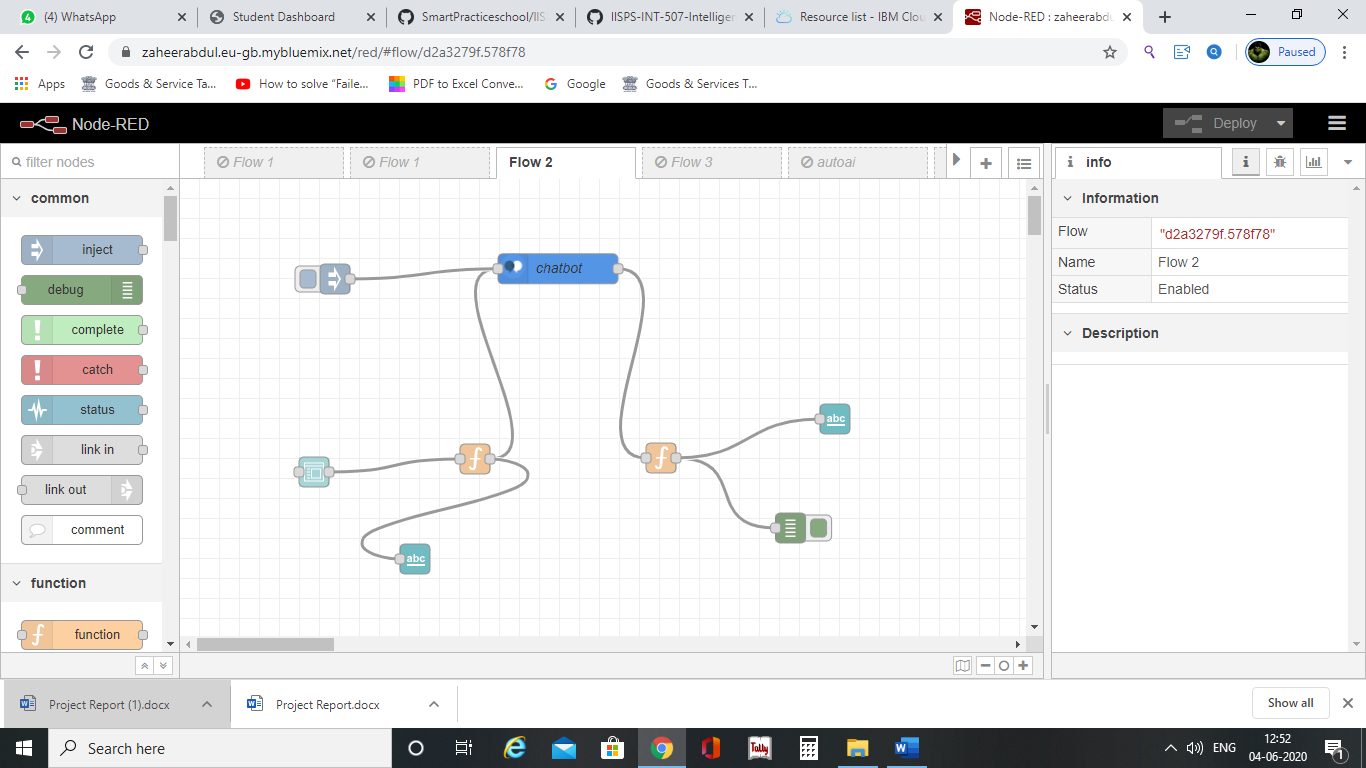 4 (4) WhatsApp
Student Dashboard
SmartPracticeschool/IIS
IISPS-INT-507-Intelliger
Resource list - IBM Clou
Node-RED : zaheerabdu
zaheerabdul.eu-gb.mybluemix.net/red/#flow/d2a3279f.578f78
Paused
Apps
Goods & Service Ta...
How to solve “Faile...
PDF to Excel Conve...
Google
Goods & Services T...
Node-RED
Deploy
filter nodes
Flow 1
Flow 1
Flow 2
Flow 3
autoai
i info
i
common
inject
debug
complete
catch
status
link in
link out
comment
function
f function
chatbot
f
f
abc
abc
Information
Flow "d2a3279f.578f78"
Name Flow 2
Status Enabled
Description
Project Report (1).docx
Project Report.docx
Show all
Search here
Tally
ENG
12:52
04-06-2020
1